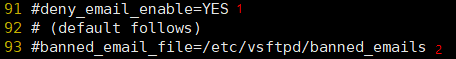 91 #deny_email_enable=YES 1
92 # (default follows)
93 #banned_email_file=/etc/vsftpd/banned_emails 2